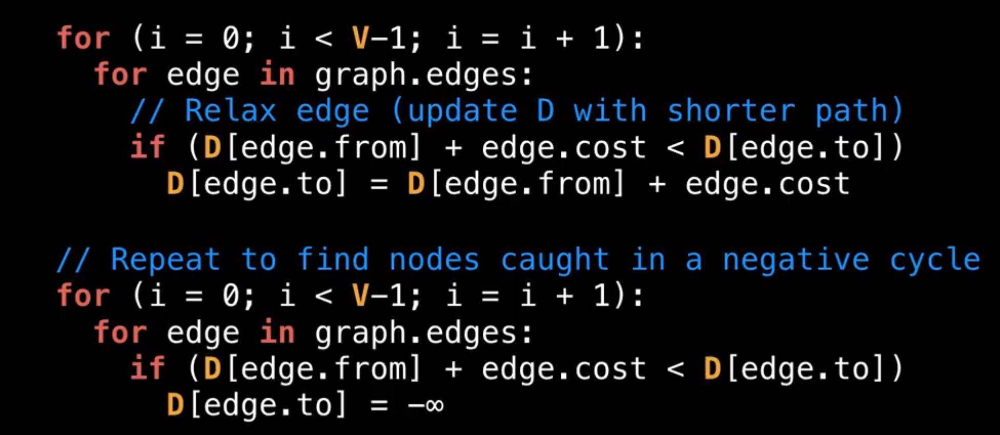 for (i = 0; i < V-1; i = i + 1):
for edge in graph.edges:
// Relax edge (update D with shorter path)
if (D[edge.from] + edge.cost < D[edge.to])
D[edge.to] = D[edge.from] + edge.cost
// Repeat to find nodes caught in a negative cycle
for (i = 0; i < V-1; i = i + 1):
for edge in graph.edges:
if (D[edge.from] + edge.cost < D[edge.to])
D[edge.to] = -∞